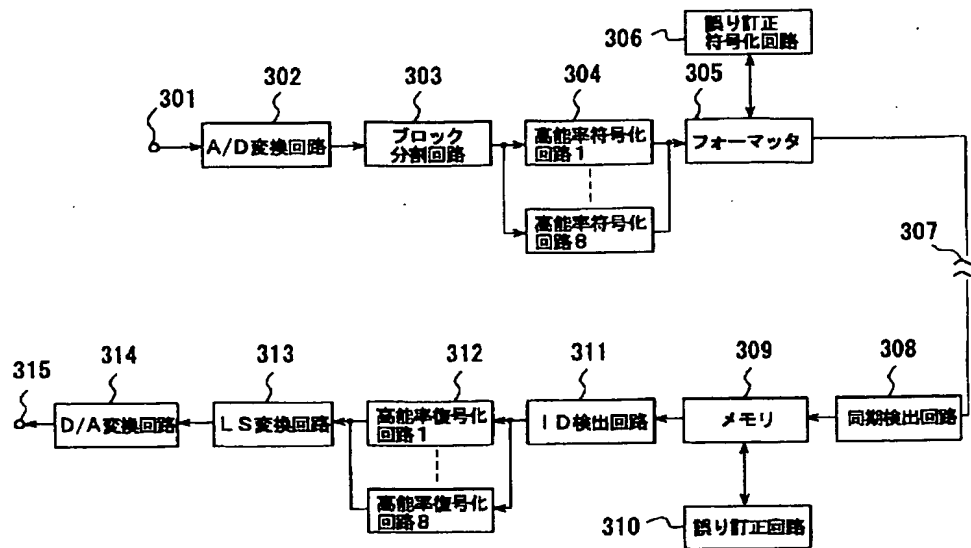 301
302
A/D変換回路
303
ブロック
分割回路
304
高能率符号化
回路1
高能率符号化
回路8
305
フォーマッタ
306
誤り訂正
符号化回路
307
308
同期検出回路
309
メモリ
310
誤り訂正回路
311
ID検出回路
312
高能率復号化
回路1
高能率復号化
回路8
313
LS変換回路
314
D/A変換回路
315